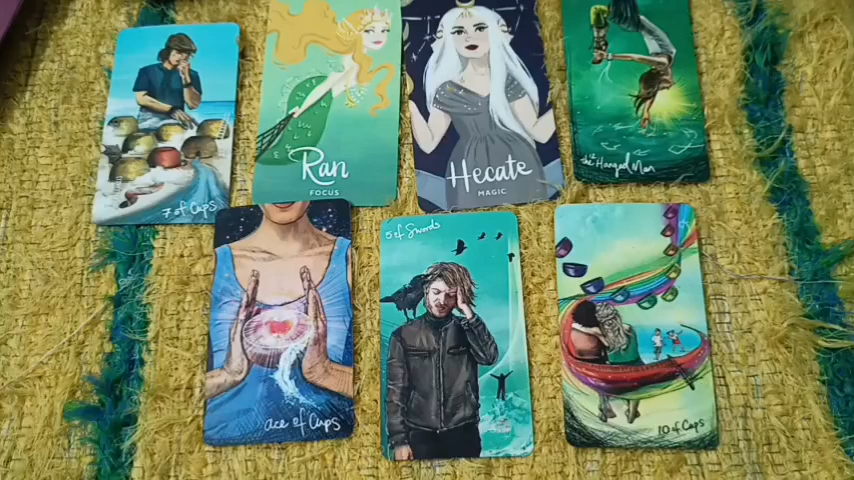 7 of Cups
Ran
FOCUS
Hecate
MAGIC
the Hanged Man
ace of Cups
5 of Swords
10 of Cups